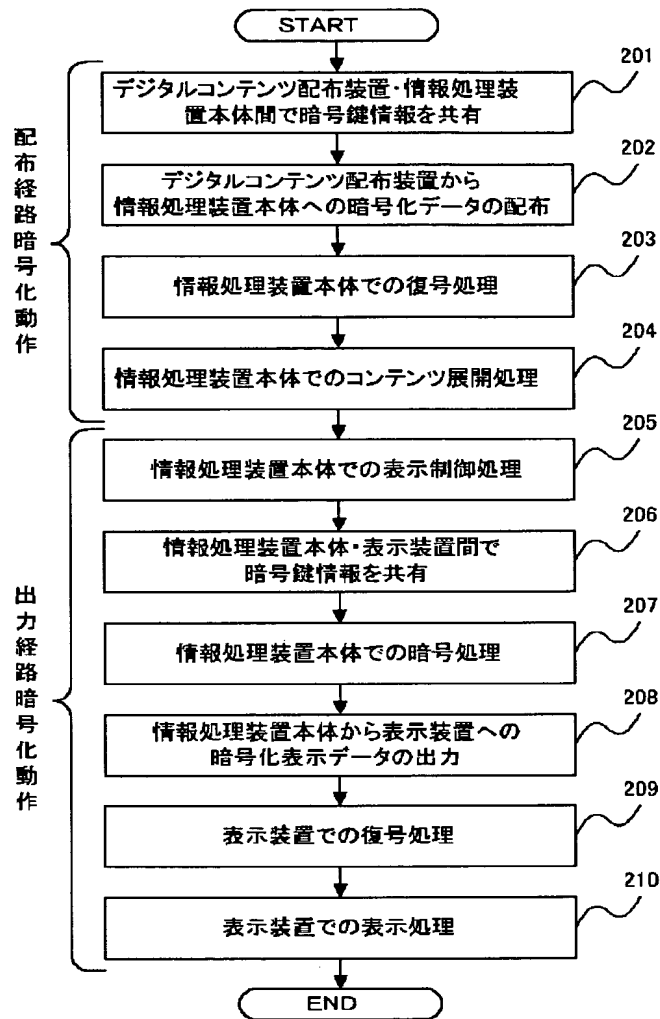 START
201
デジタルコンテンツ配布装置・情報処理装
置本体間で暗号鍵情報を共有
202
デジタルコンテンツ配布装置から
情報処理装置本体への暗号化データの配布
203
情報処理装置本体での復号処理
204
情報処理装置本体でのコンテンツ展開処理
配布経路暗号化動作
205
情報処理装置本体での表示制御処理
206
情報処理装置本体・表示装置間で
暗号鍵情報を共有
207
情報処理装置本体での暗号処理
208
情報処理装置本体から表示装置への
暗号化表示データの出力
209
表示装置での復号処理
210
表示装置での表示処理
出力経路暗号化動作
END